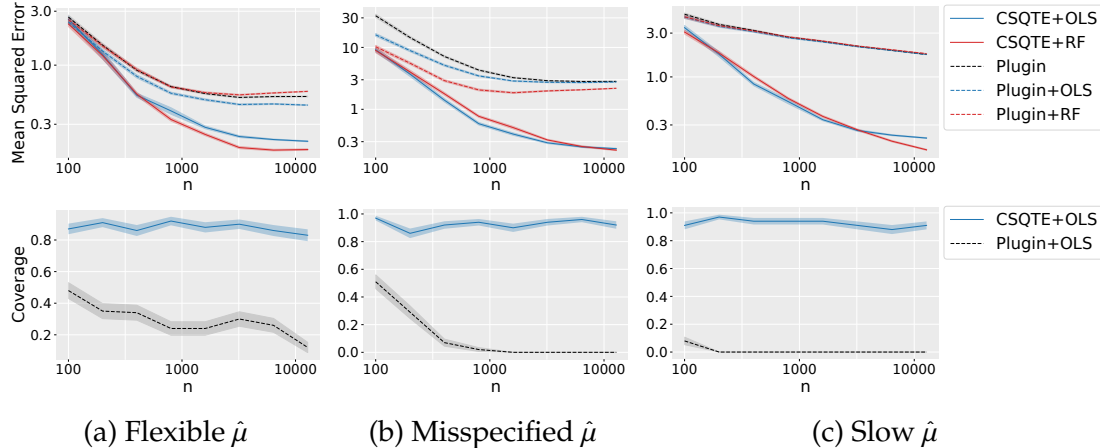 Mean Squared Error
3.0
1.0
0.3
100
1000
10000
n
30
10
3
1
0.3
100
1000
10000
n
3.0
1.0
0.3
100
1000
10000
n
CSQTE+OLS
CSQTE+RF
Plugin
Plugin+OLS
Plugin+RF
Coverage
0.8
0.6
0.4
0.2
100
1000
10000
n
1.0
0.8
0.6
0.4
0.2
0.0
100
1000
10000
n
1.0
0.8
0.6
0.4
0.2
0.0
100
1000
10000
n
CSQTE+OLS
Plugin+OLS
(a) Flexible μ̂
(b) Misspecified μ̂
(c) Slow μ̂